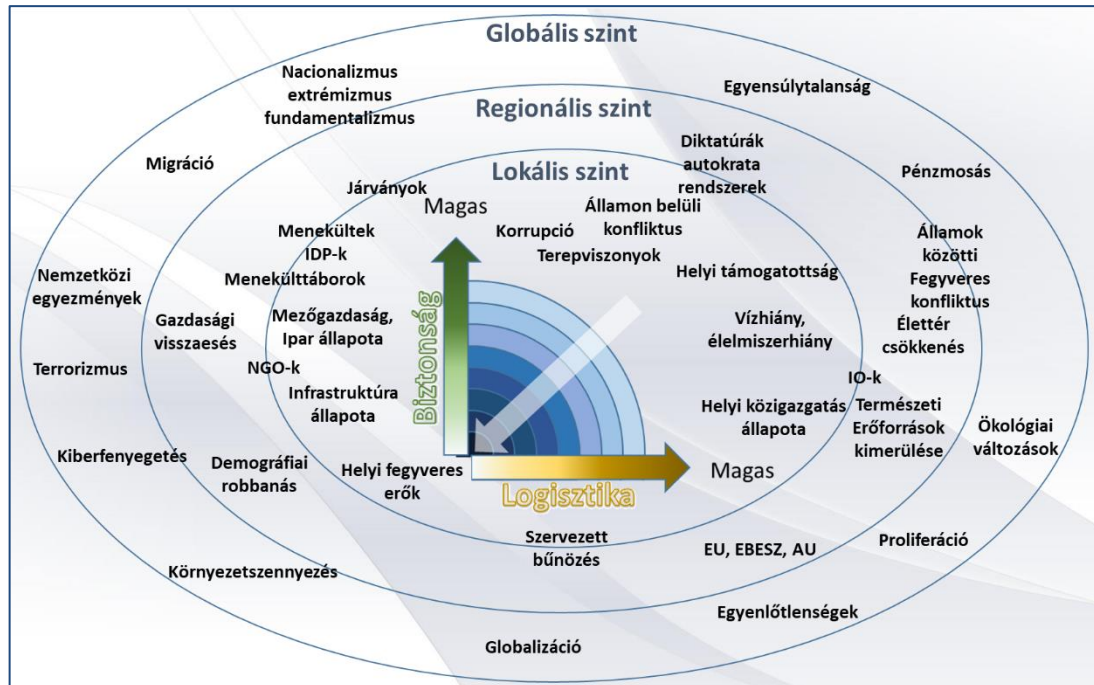 Globális szint
Nacionalizmus
extrémizmus
fundamentalizmus
Egyensúlytalanság
Regionális szint
Migráció
Diktatúrák
autokrata
rendszerek
Pénzmosás
Lokális szint
Járványok
Magas
Államon belüli
konfliktus
Korrupció
Terepviszonyok
Menekültek
IDP-k
Menekülttáborok
Helyi támogatottság
Államok
közötti
Fegyveres
konfliktus
Nemzetközi
egyezmények
Gazdasági
visszaesés
Mezőgazdaság,
Ipar állapota
Vízhiány,
élelmiszerhiány
Élettér
csökkenés
Terrorizmus
NGO-k
Infrastruktúra
állapota
Biztonság
IO-k
Helyi közigazgatás
állapota
Természeti
Erőforrások
kimerülése
Ökológiai
változások
Kiberfenyegetés
Demográfiai
robbanás
Helyi fegyveres
erők
Logisztika
Magas
Szervezett
bűnözés
EU, EBESZ, AU
Proliferáció
Környezetszennyezés
Egyenlőtlenségek
Globalizáció